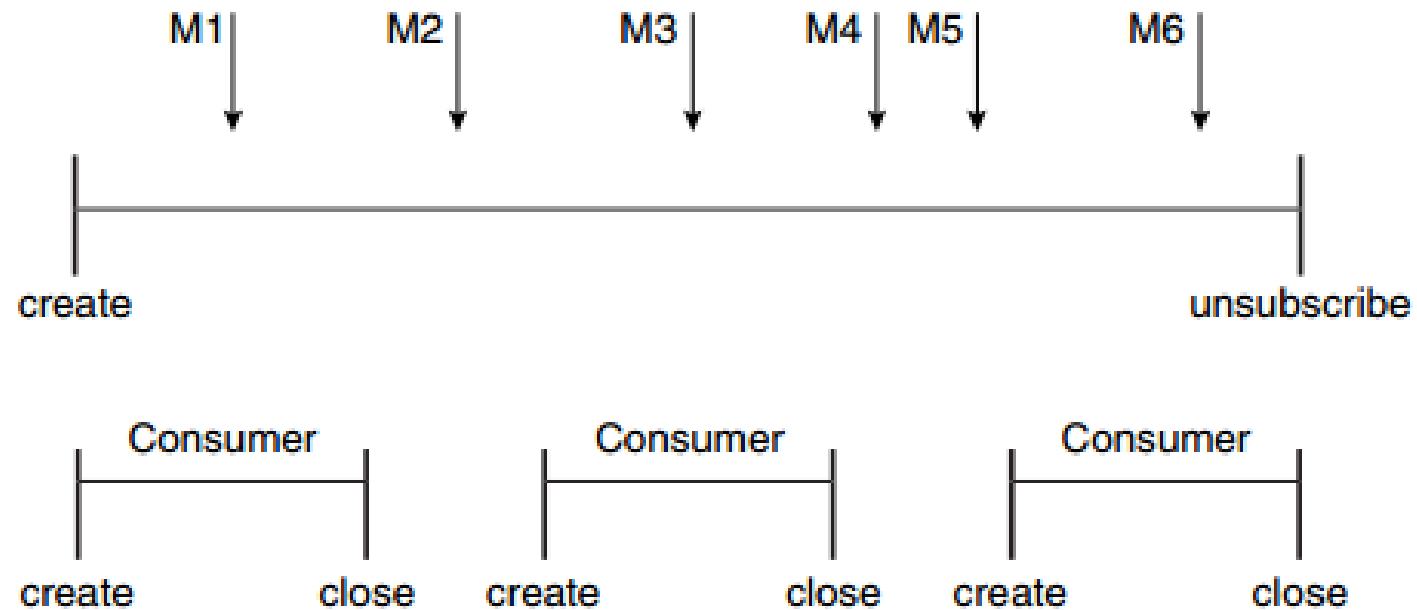 M1 M2 M3 M4 M5 M6
create unsubscribe
Consumer Consumer Consumer
create close create close create close